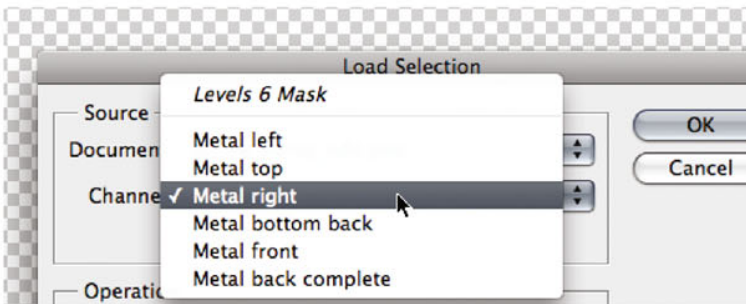 Load Selection
Levels 6 Mask
Source
Metal left
OK
Documen
Metal top
Cancel
Channe ✓ Metal right
Metal bottom back
Metal front
Metal back complete
Operatio